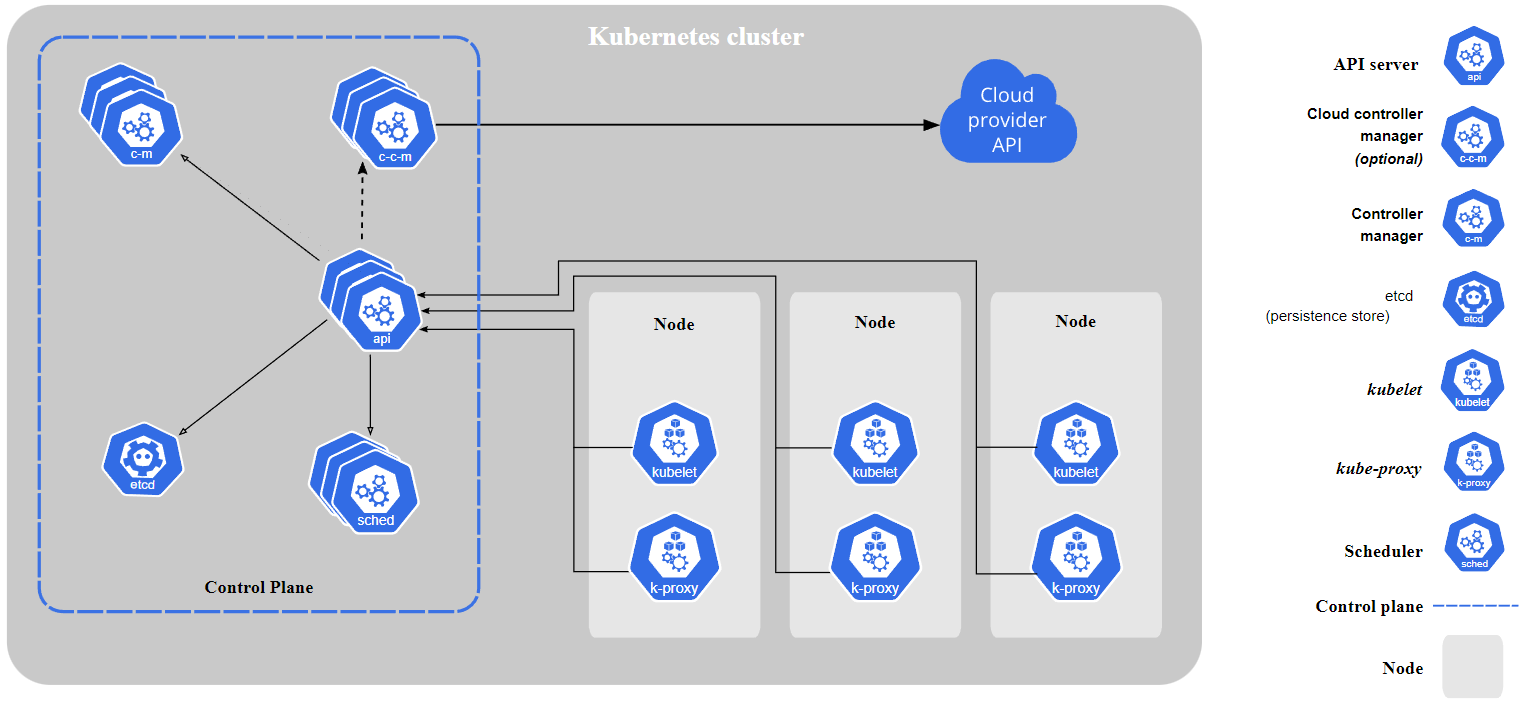 Kubernetes cluster
c-m
c-c-m
Cloud
provider
API
api
etcd
sched
Control Plane
Node
kubelet
k-proxy
Node
kubelet
k-proxy
Node
kubelet
k-proxy
API server
api
Cloud controller
manager
(optional)
c-c-m
Controller
manager
c-m
etcd
(persistence store)
etcd
kubelet
kubelet
kube-proxy
k-proxy
Scheduler
sched
Control plane
Node